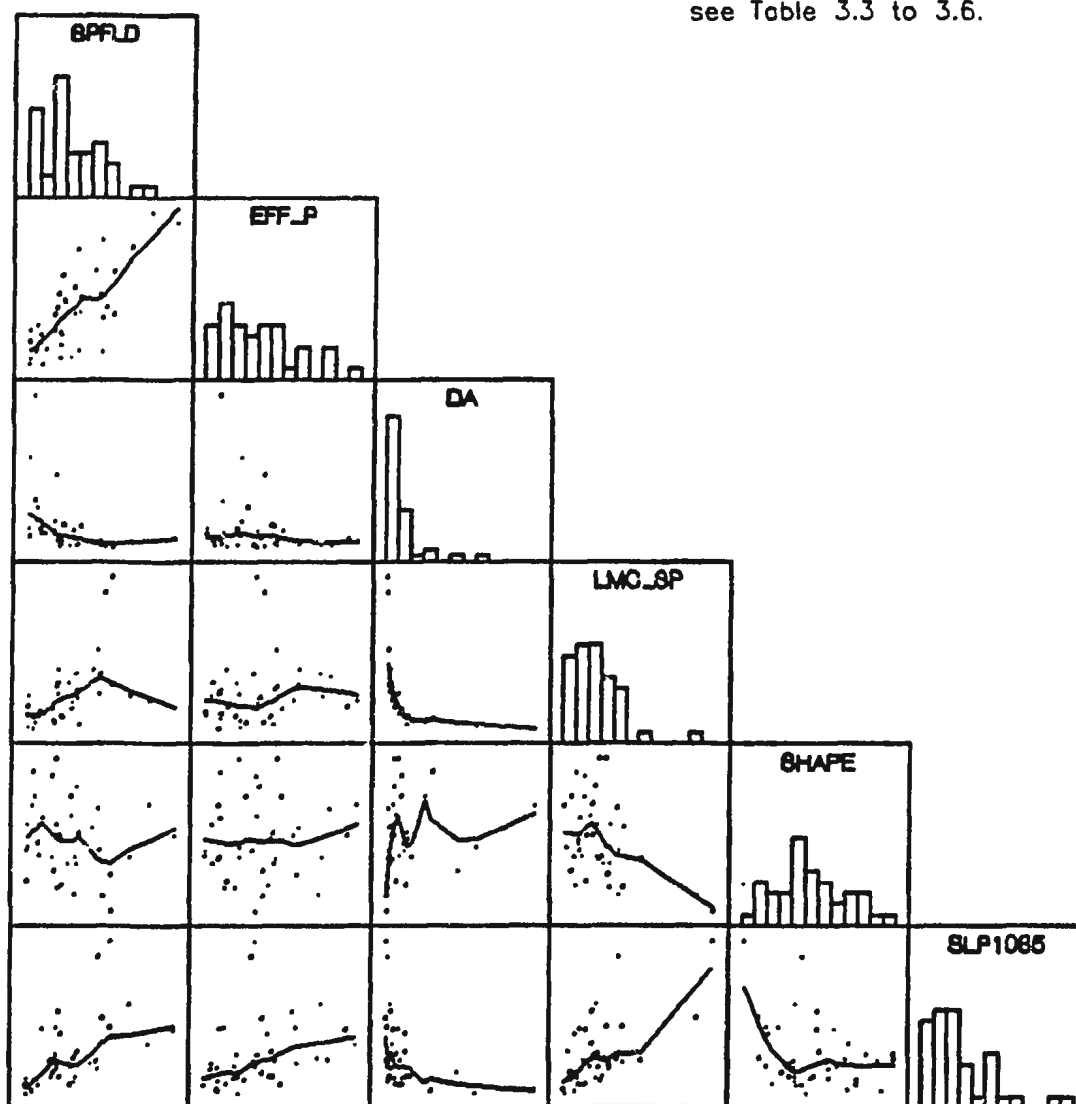 see Table 3.3 to 3.6.
SPFLD
EFF_P
DA
LMC_SP
SHAPE
SLP1085